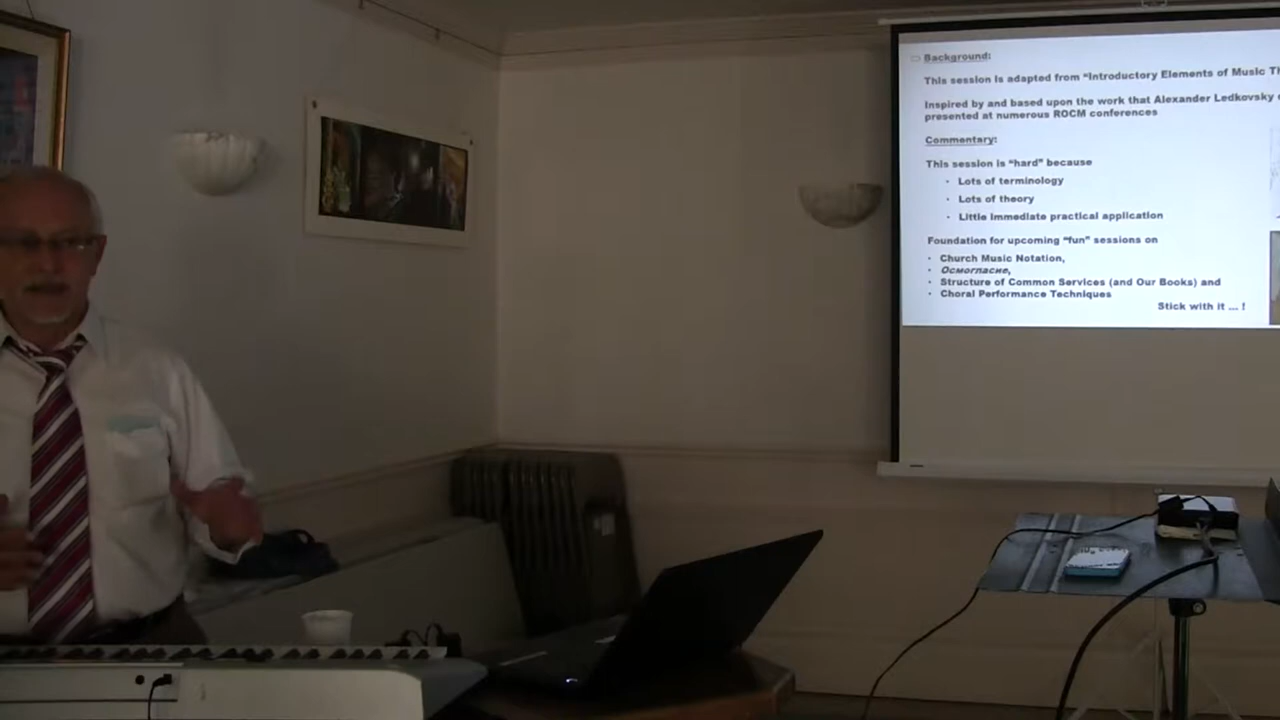 Background:
This session is adapted from “Introductory Elements of Music
Inspired by and based upon the work that Alexander Ledkovsky
presented at numerous ROCM conferences
Commentary:
This session is “hard” because
• Lots of terminology
• Lots of theory
• Little immediate practical application
Foundation for upcoming “fun” sessions on
• Church Music Notation,
• Осмогласие,
• Structure of Common Services (and Our Books) and
• Choral Performance Techniques
Stick with it ... !